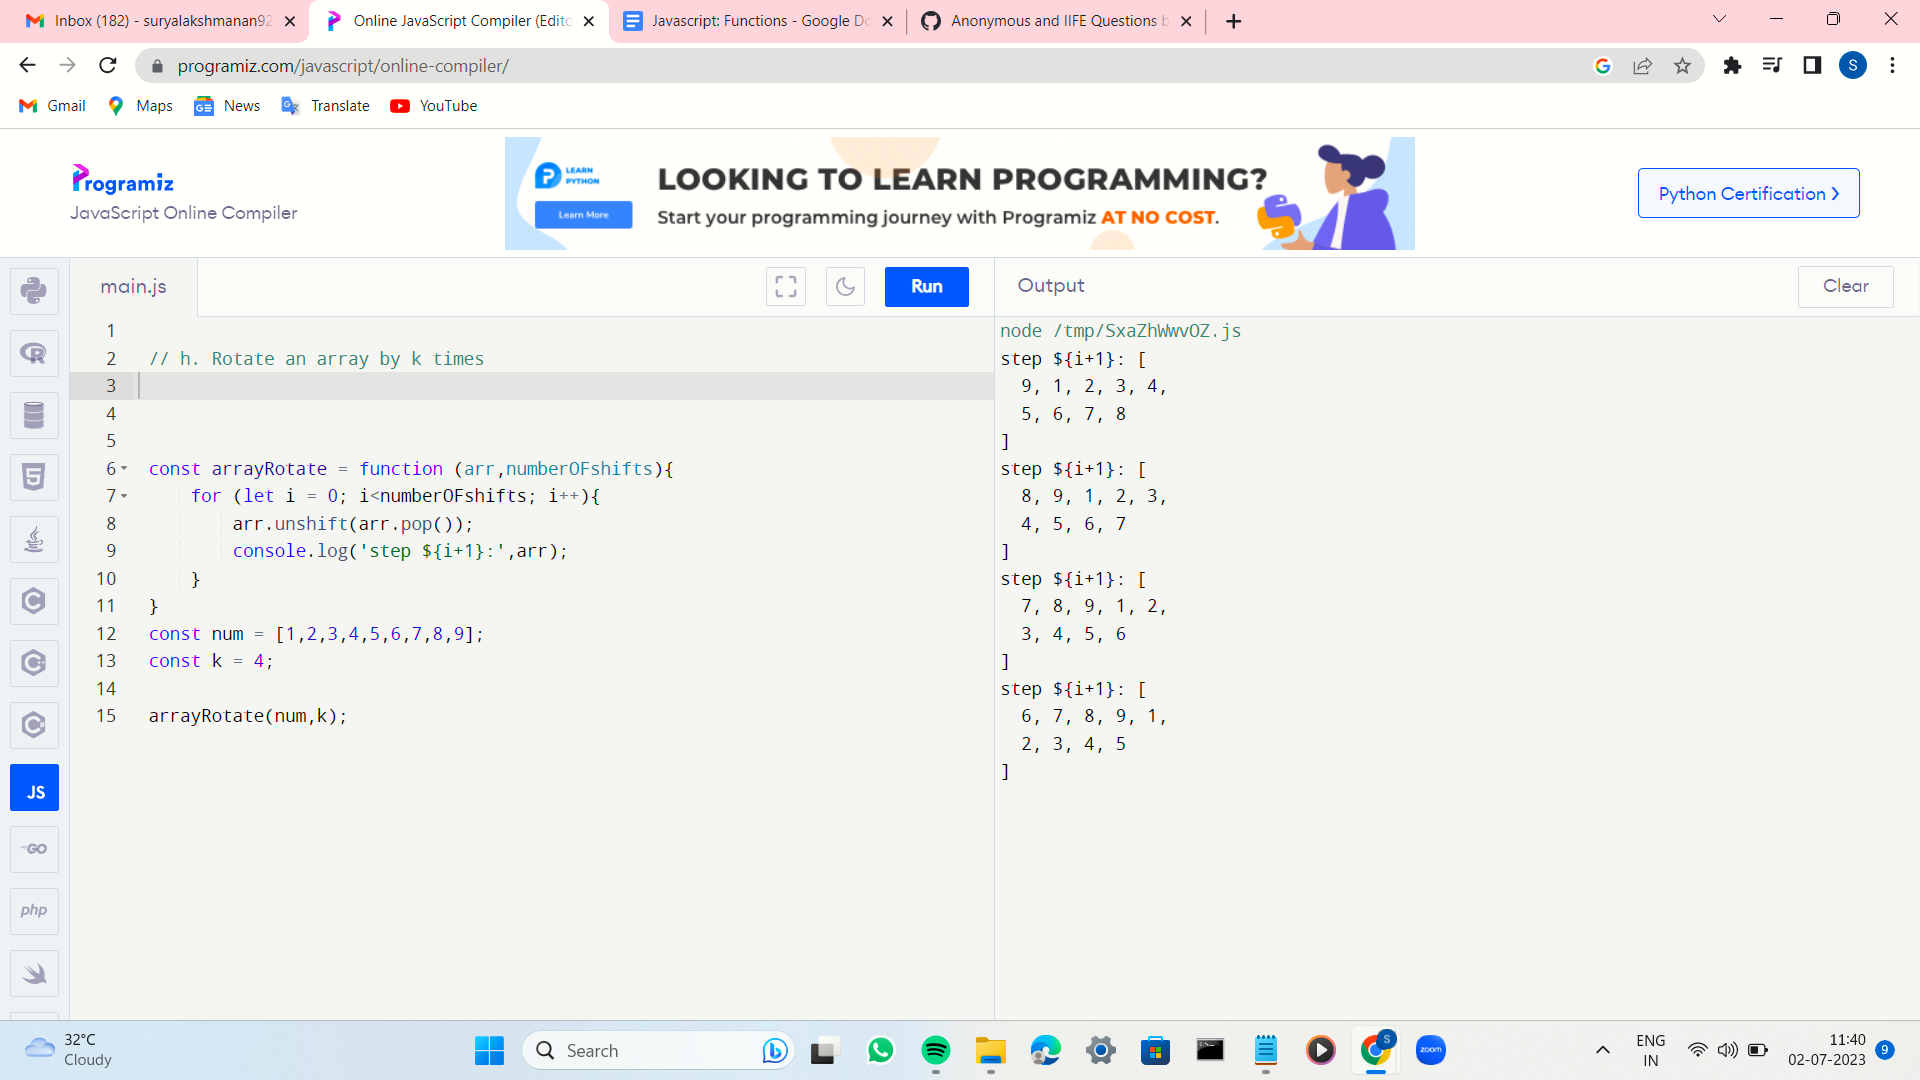 Inbox (182) - suryalakshmanan92
Online JavaScript Compiler (Edito
Javascript: Functions - Google Do
Anonymous and IIFE Questions b
programiz.com/javascript/online-compiler/
S
Gmail
Maps
News
Translate
YouTube
Programiz
JavaScript Online Compiler
LEARN
PYTHON
Learn More
LOOKING TO LEARN PROGRAMMING?
Start your programming journey with Programiz AT NO COST.
Python Certification
main.js
Run
Output
Clear
1
2 // h. Rotate an array by k times
3
4
5
6 const arrayRotate = function (arr,numberOFshifts){
7 for (let i = 0; i<numberOFshifts; i++){
8 arr.unshift(arr.pop());
9 console.log('step ${i+1}:',arr);
10 }
11 }
12 const num = [1,2,3,4,5,6,7,8,9];
13 const k = 4;
14
15 arrayRotate(num,k);
node /tmp/SxaZhWwvOZ.js
step ${i+1}: [
9, 1, 2, 3, 4,
5, 6, 7, 8
]
step ${i+1}: [
8, 9, 1, 2, 3,
4, 5, 6, 7
]
step ${i+1}: [
7, 8, 9, 1, 2,
3, 4, 5, 6
]
step ${i+1}: [
6, 7, 8, 9, 1,
2, 3, 4, 5
]
R
5
C
C
C
JS
GO
php
32°C
Cloudy
Search
S
zoom
ENG
IN
11:40
02-07-2023
9